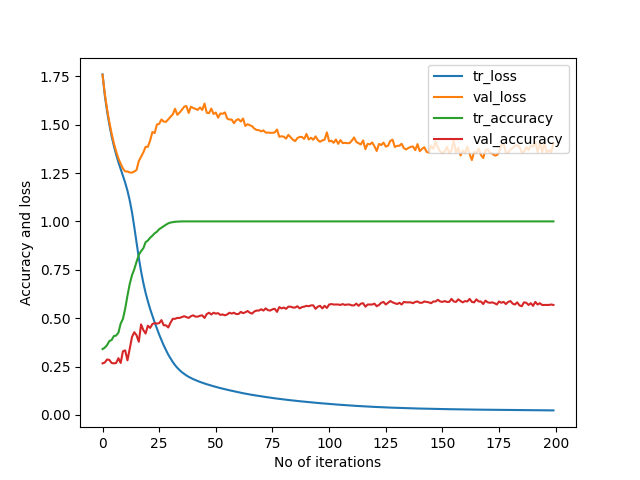 1.75
1.50
1.25
1.00
0.75
0.50
0.25
0.00
Accuracy and loss
tr_loss
val_loss
tr_accuracy
val_accuracy
0 25 50 75 100 125 150 175 200
No of iterations